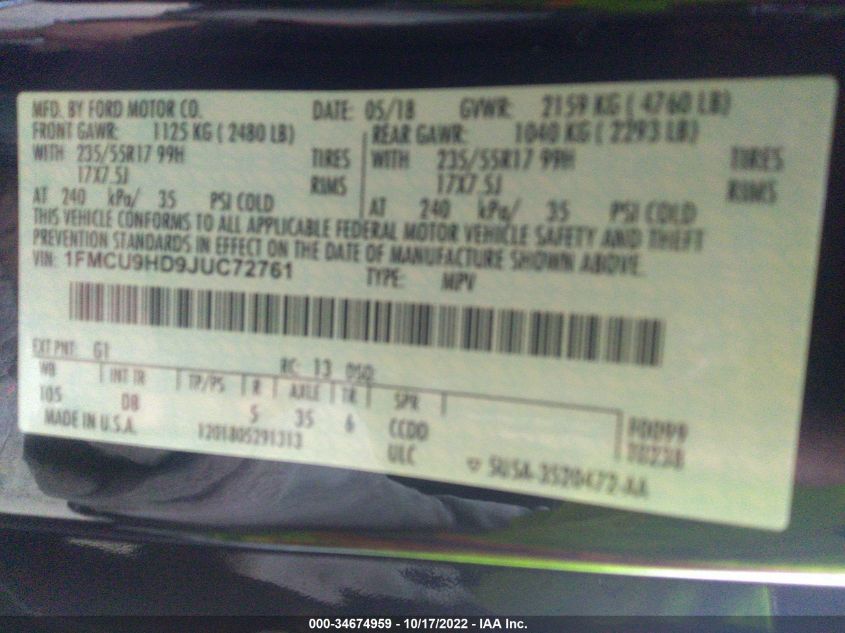 MFD. BY FORD MOTOR CO. DATE: 05/18 GVWR: 2159 KG ( 4760 LB)
FRONT GAWR: 1125 KG ( 2480 LB) REAR GAWR: 1040 KG ( 2293 LB)
WITH 235/55R17 99H TIRES WITH 235/55R17 99H TIRES
17X7.5J RIMS 17X7.5J RIMS
AT 240 kPa/ 35 PSI COLD AT 240 kPa/ 35 PSI COLD
THIS VEHICLE CONFORMS TO ALL APPLICABLE FEDERAL MOTOR VEHICLE SAFETY AND THEFT
PREVENTION STANDARDS IN EFFECT ON THE DATE OF MANUFACTURE SHOWN ABOVE.
VIN: 1FMCU9HD9JUC72761 TYPE: MPV
EXT PNT: G1 RC: 13 DSO
WB INT TR TP/PS R AXLE TR SPR
105 08 5 35 6 CCDD
MADE IN U.S.A. 1201805291313 ULC
5U5A-3520472-AA
000-34674959 - 10/17/2022 - IAA Inc.